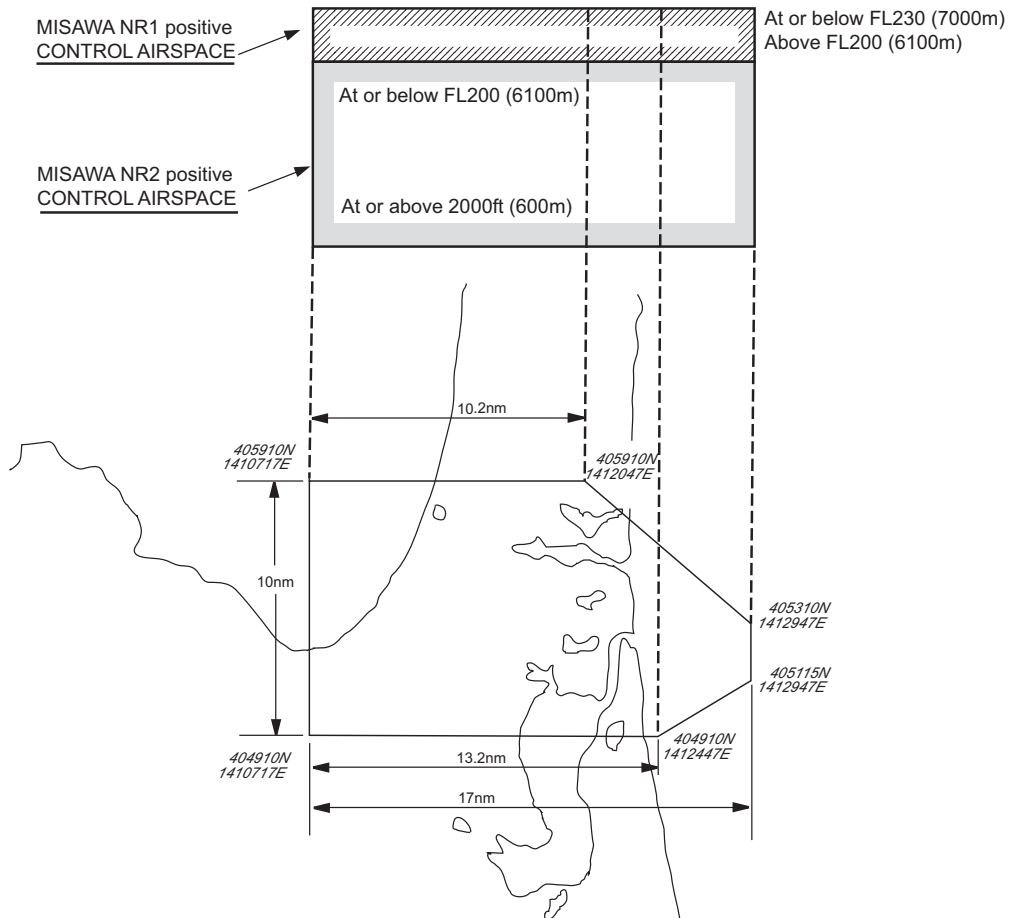 MISAWA NR1 positive
CONTROL AIRSPACE
At or below FL230 (7000m)
Above FL200 (6100m)
At or below FL200 (6100m)
MISAWA NR2 positive
CONTROL AIRSPACE
At or above 2000ft (600m)
10.2nm
405910N
1410717E
405910N
1412047E
10nm
405310N
1412947E
405115N
1412947E
404910N
1410717E
13.2nm
404910N
1412447E
17nm